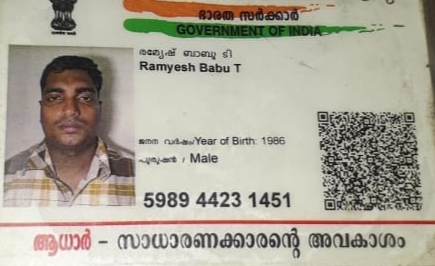 ഭാരത സർക്കാർ
GOVERNMENT OF INDIA
രമ്യേഷ് ബാബു ടി
Ramyesh Babu T
ജനന വർഷം/Year of Birth: 1986
പുരുഷൻ / Male
5989 4423 1451
ആധാർ - സാധാരണക്കാരന്റെ അവകാശം